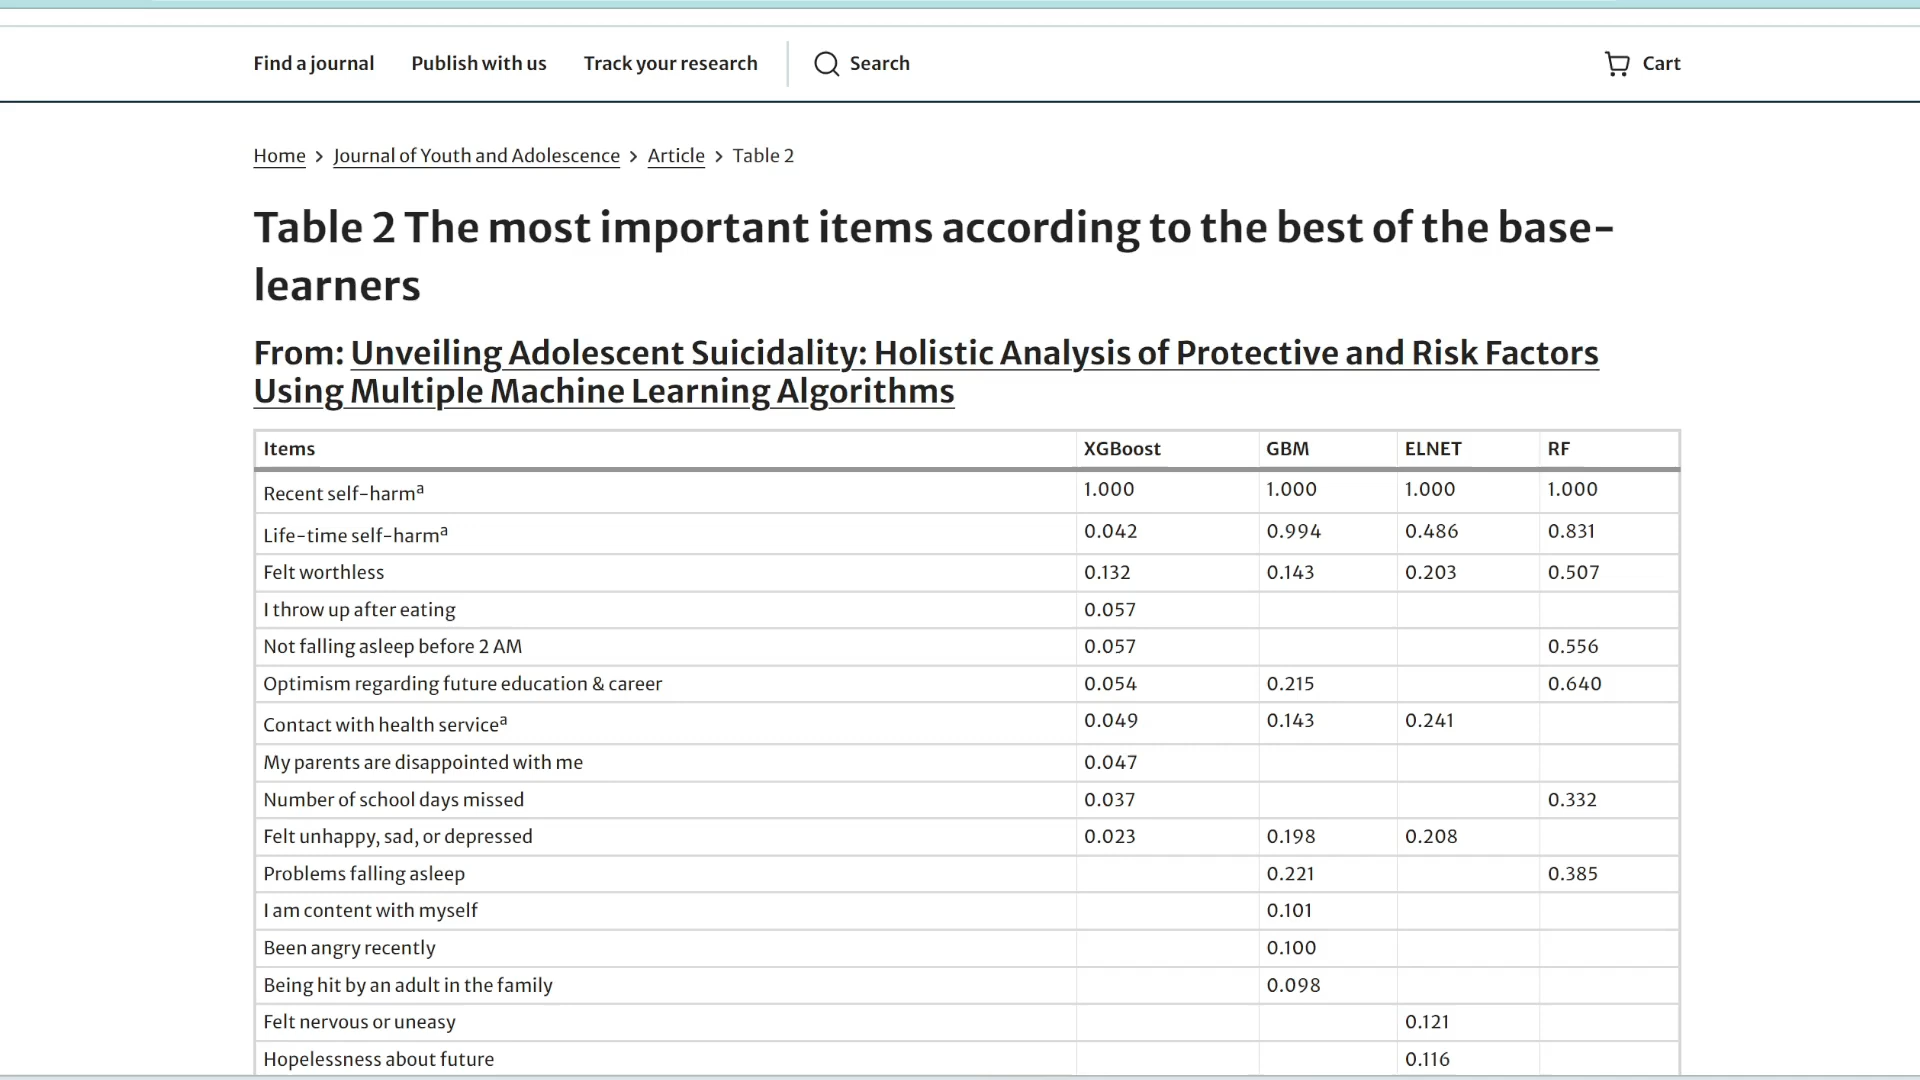 Find a journal Publish with us Track your research Search Cart
Home > Journal of Youth and Adolescence > Article > Table 2
Table 2 The most important items according to the best of the base-
learners
From: Unveiling Adolescent Suicidality: Holistic Analysis of Protective and Risk Factors
Using Multiple Machine Learning Algorithms
Items XGBoost GBM ELNET RF
Recent self-harmᵃ 1.000 1.000 1.000 1.000
Life-time self-harmᵃ 0.042 0.994 0.486 0.831
Felt worthless 0.132 0.143 0.203 0.507
I throw up after eating 0.057
Not falling asleep before 2 AM 0.057 0.556
Optimism regarding future education & career 0.054 0.215 0.640
Contact with health serviceᵃ 0.049 0.143 0.241
My parents are disappointed with me 0.047
Number of school days missed 0.037 0.332
Felt unhappy, sad, or depressed 0.023 0.198 0.208
Problems falling asleep 0.221 0.385
I am content with myself 0.101
Been angry recently 0.100
Being hit by an adult in the family 0.098
Felt nervous or uneasy 0.121
Hopelessness about future 0.116